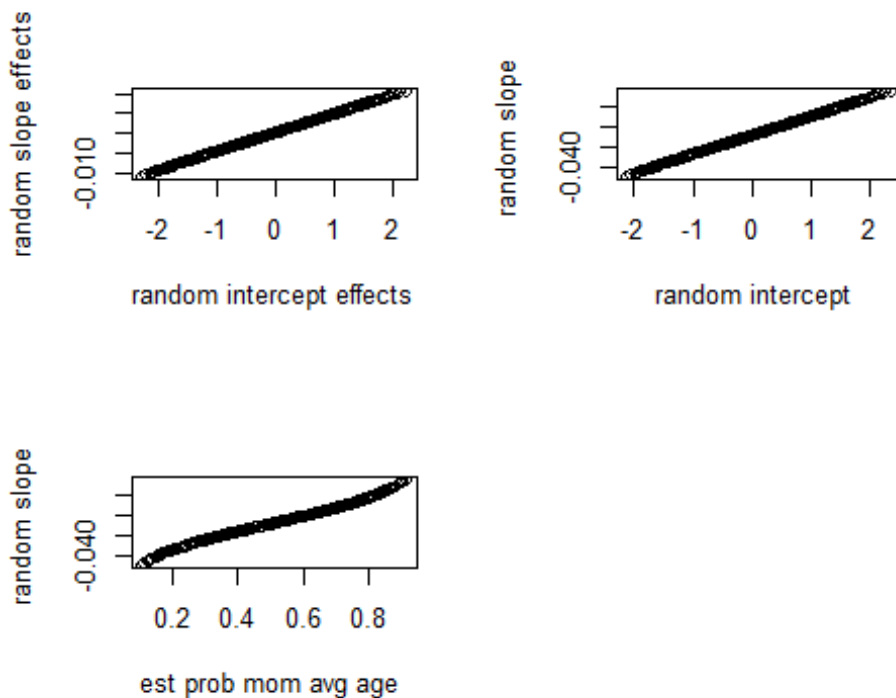 random slope effects
-0.010
-2 -1 0 1 2
random intercept effects
random slope
-0.040
-2 -1 0 1 2
random intercept
random slope
-0.040
0.2 0.4 0.6 0.8
est prob mom avg age